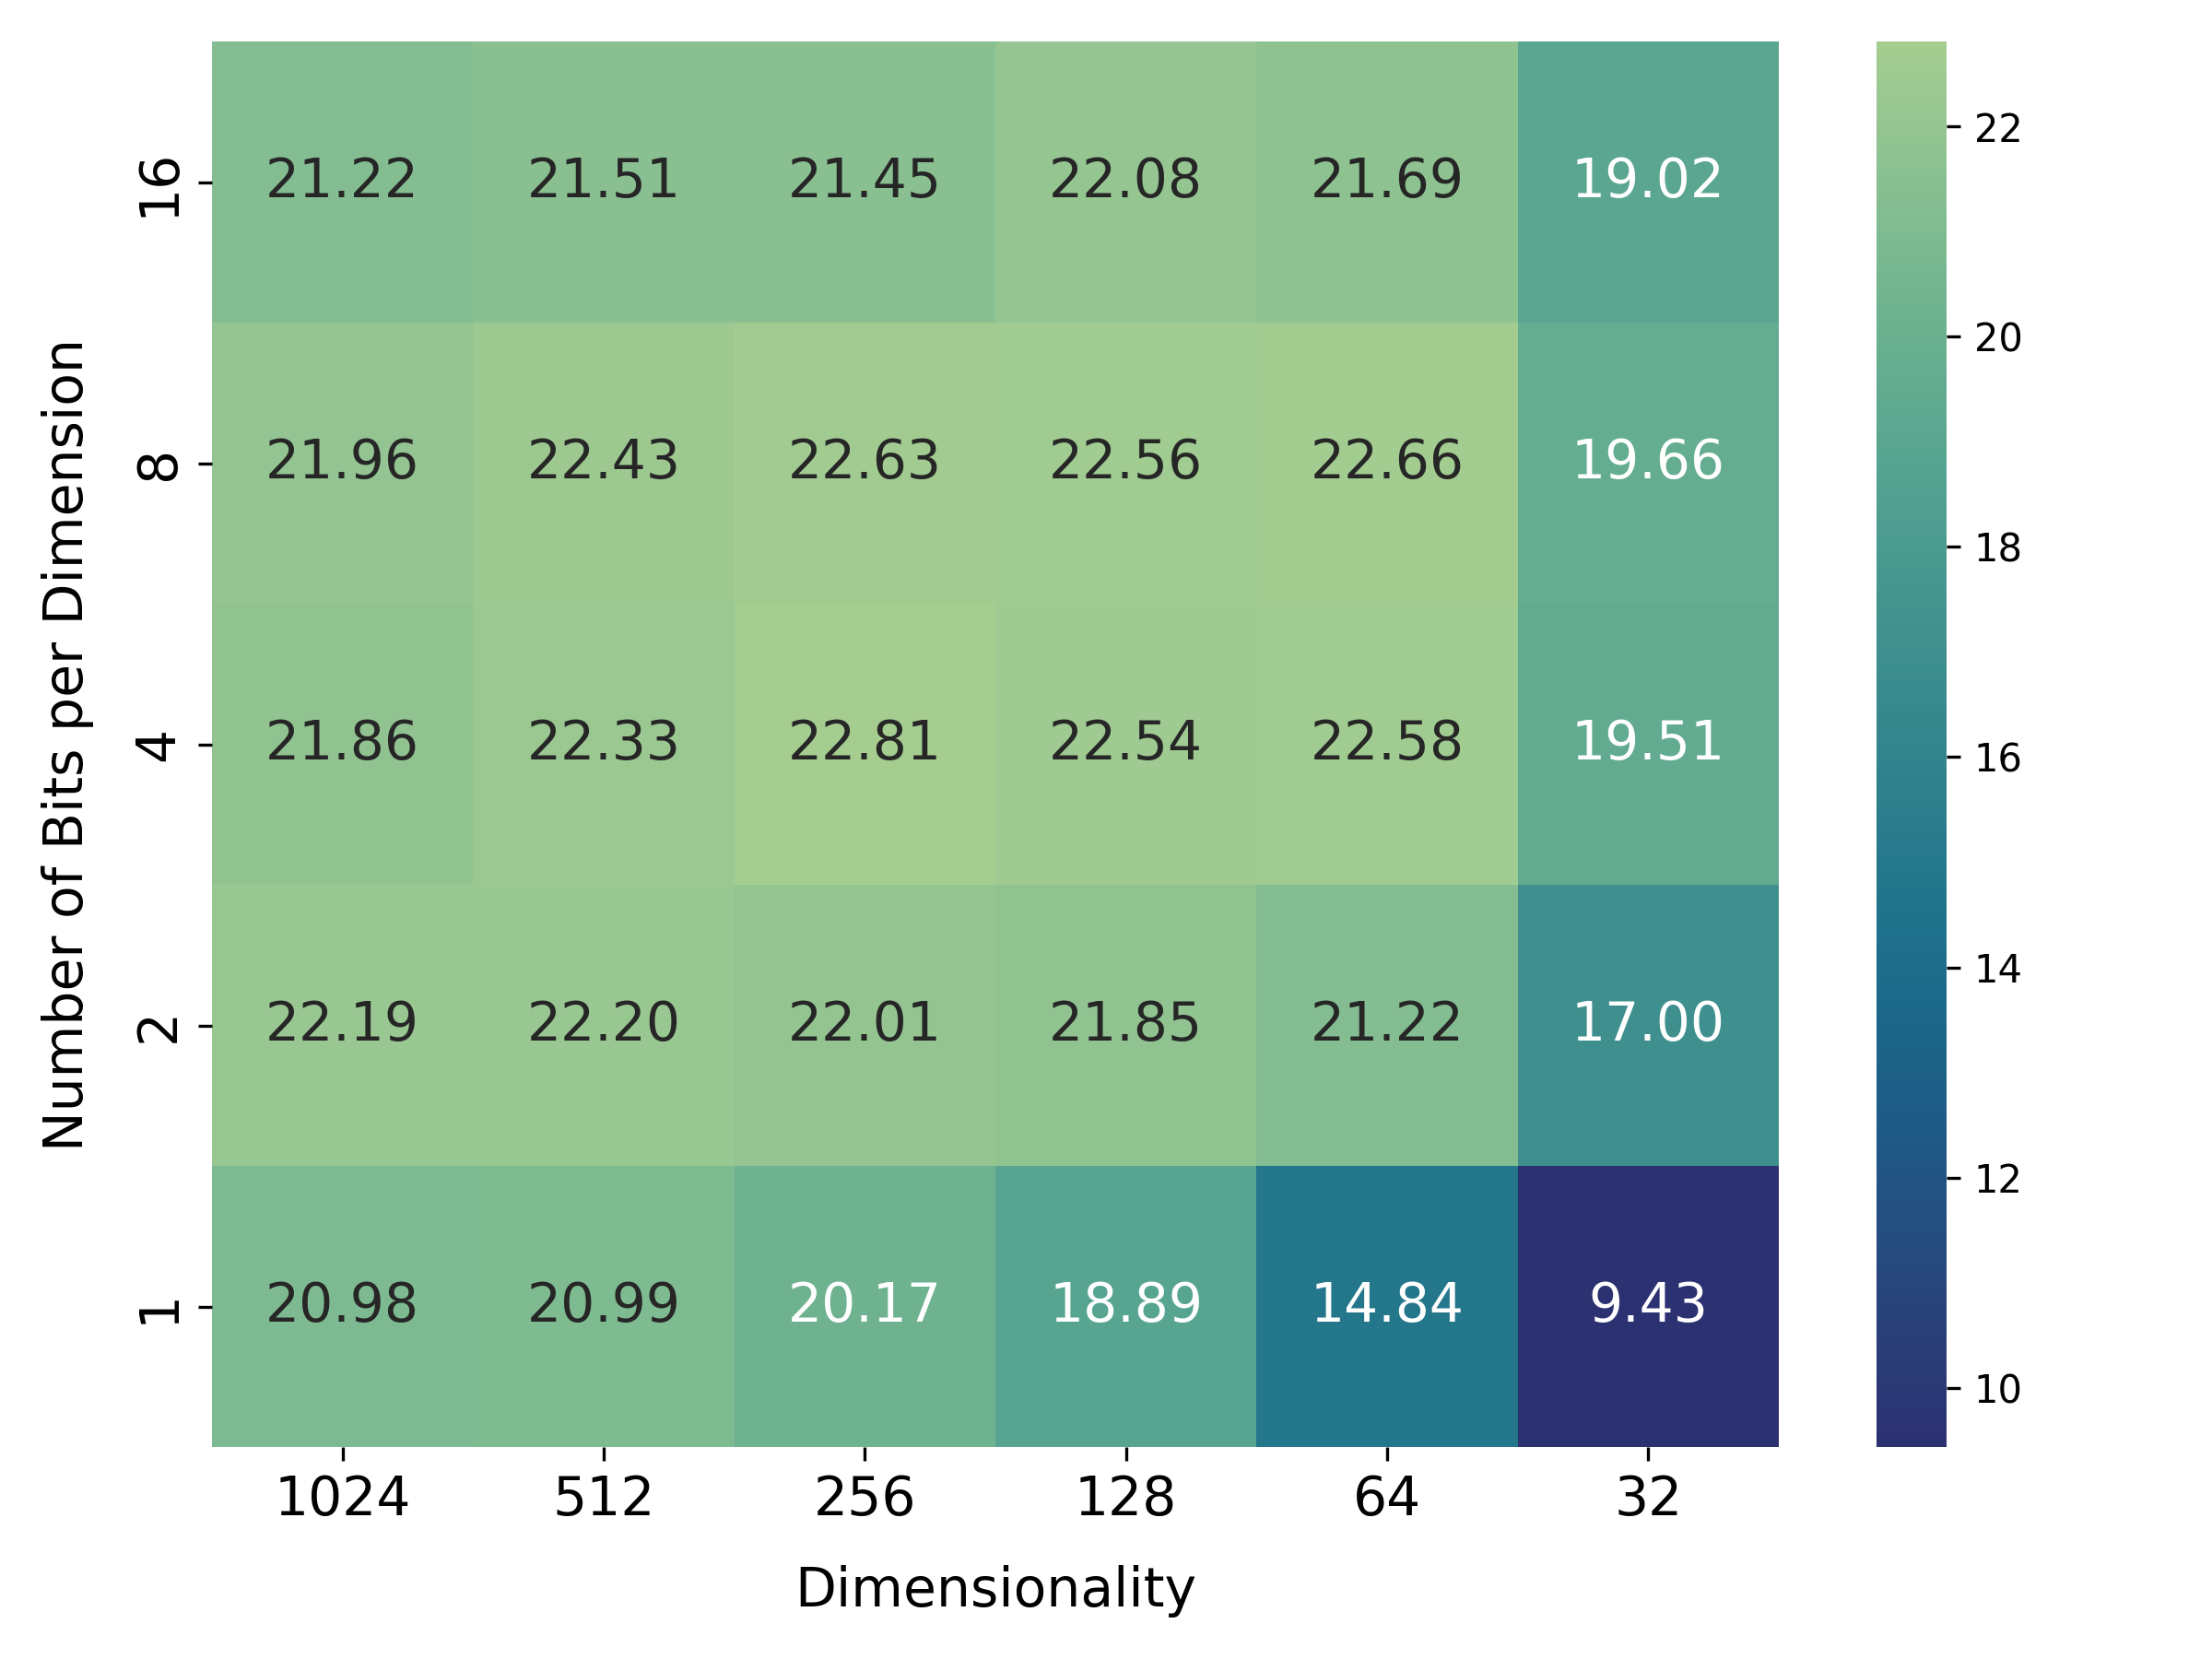 Number of Bits per Dimension
16 21.22 21.51 21.45 22.08 21.69 19.02
8 21.96 22.43 22.63 22.56 22.66 19.66
4 21.86 22.33 22.81 22.54 22.58 19.51
2 22.19 22.20 22.01 21.85 21.22 17.00
1 20.98 20.99 20.17 18.89 14.84 9.43
1024 512 256 128 64 32
Dimensionality
22
20
18
16
14
12
10